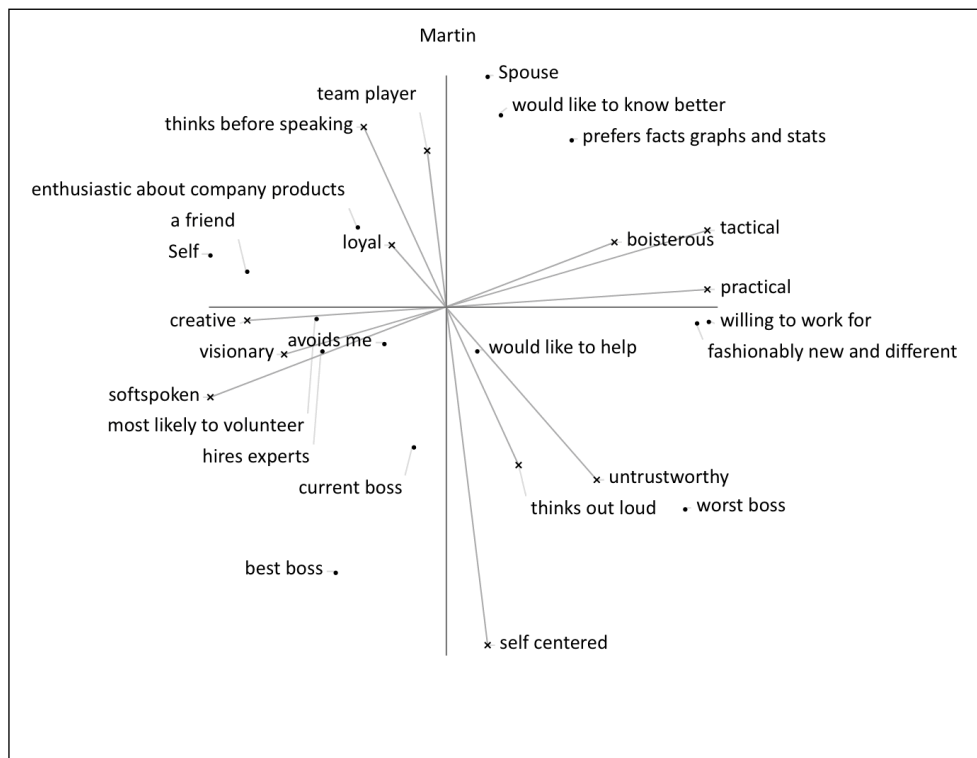 Martin
Spouse
team player
would like to know better
thinks before speaking
prefers facts graphs and stats
enthusiastic about company products
a friend
Self
loyal
boisterous
tactical
practical
creative
willing to work for
avoids me
visionary
would like to help
fashionably new and different
softspoken
most likely to volunteer
hires experts
current boss
untrustworthy
thinks out loud
worst boss
best boss
self centered